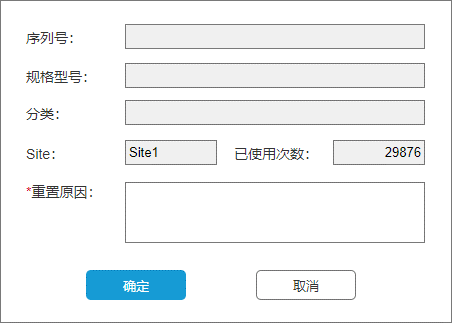 序列号：
规格型号：
分类：
Site： Site1 已使用次数： 29876
*重置原因：
确定 取消